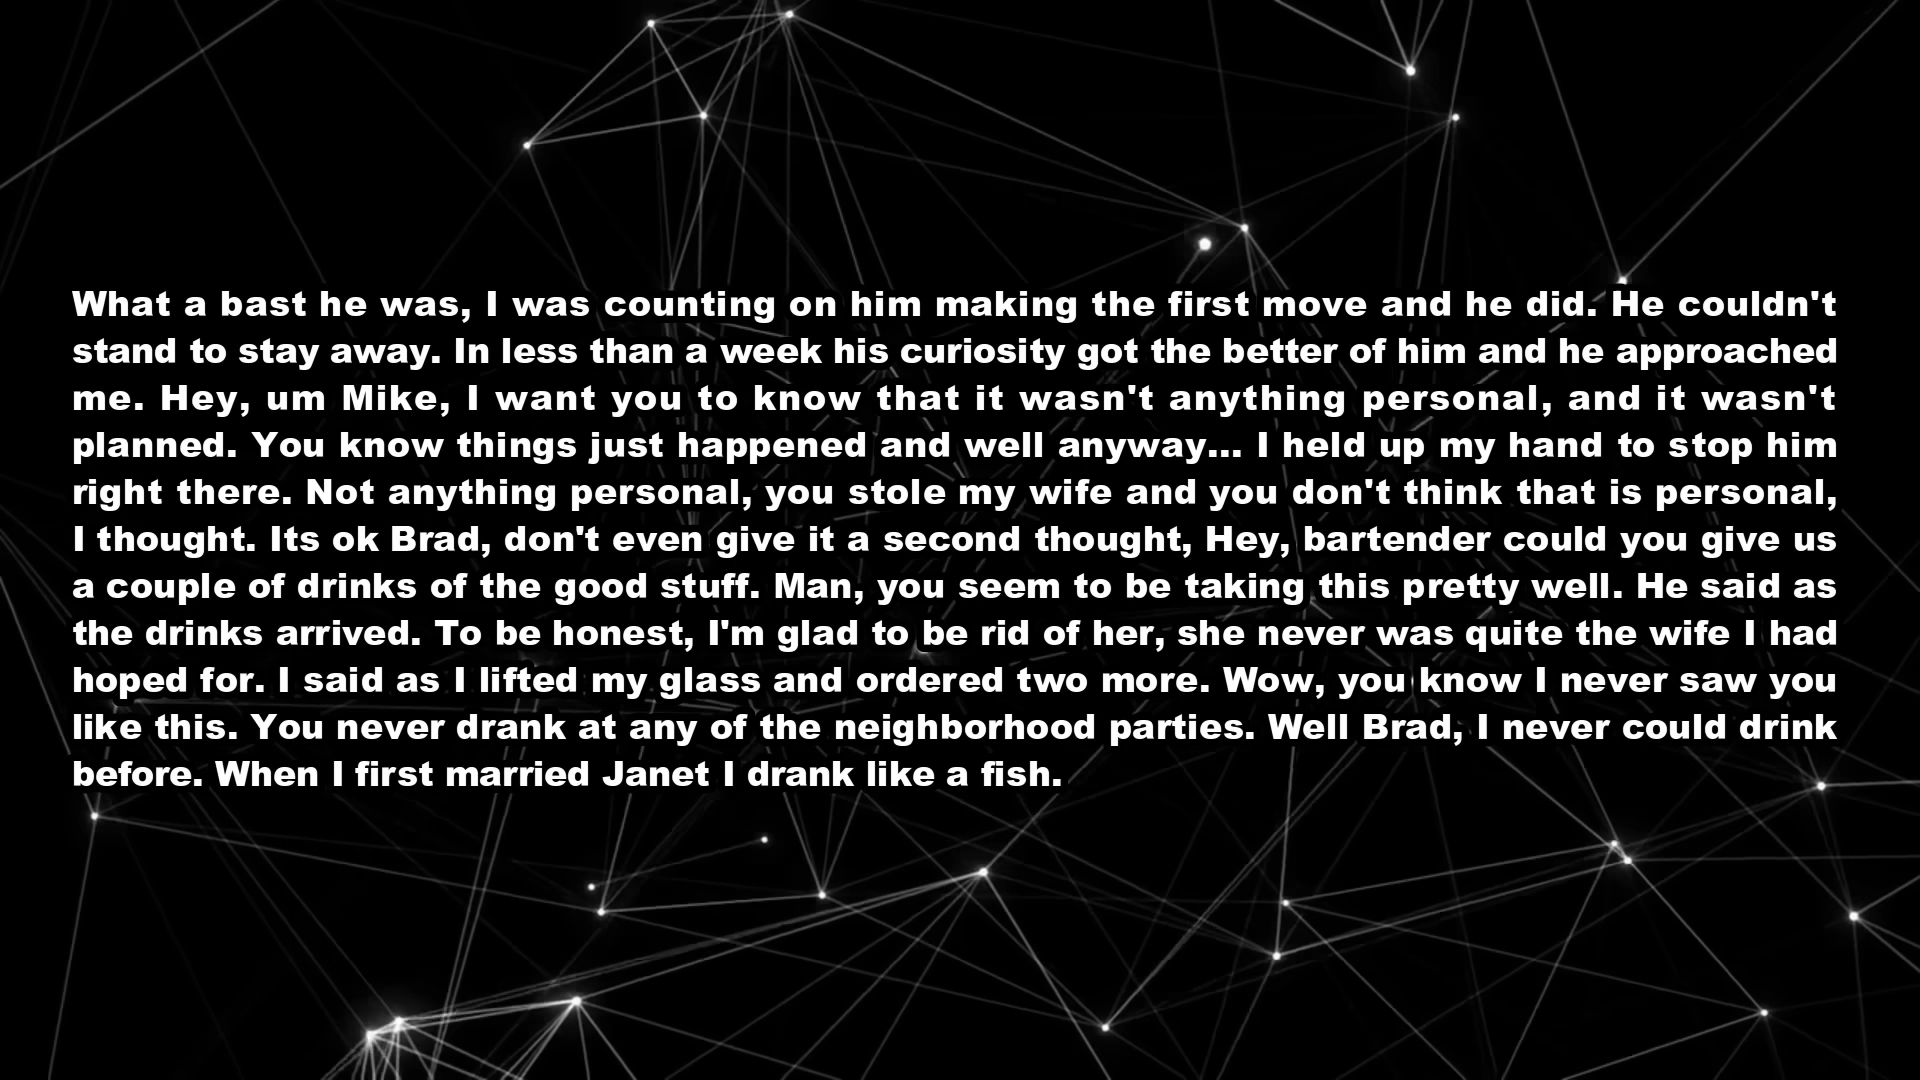 What a bast he was, I was counting on him making the first move and he did. He couldn't
stand to stay away. In less than a week his curiosity got the better of him and he approached
me. Hey, um Mike, I want you to know that it wasn't anything personal, and it wasn't
planned. You know things just happened and well anyway... I held up my hand to stop him
right there. Not anything personal, you stole my wife and you don't think that is personal,
I thought. Its ok Brad, don't even give it a second thought, Hey, bartender could you give us
a couple of drinks of the good stuff. Man, you seem to be taking this pretty well. He said as
the drinks arrived. To be honest, I'm glad to be rid of her, she never was quite the wife I had
hoped for. I said as I lifted my glass and ordered two more. Wow, you know I never saw you
like this. You never drank at any of the neighborhood parties. Well Brad, I never could drink
before. When I first married Janet I drank like a fish.